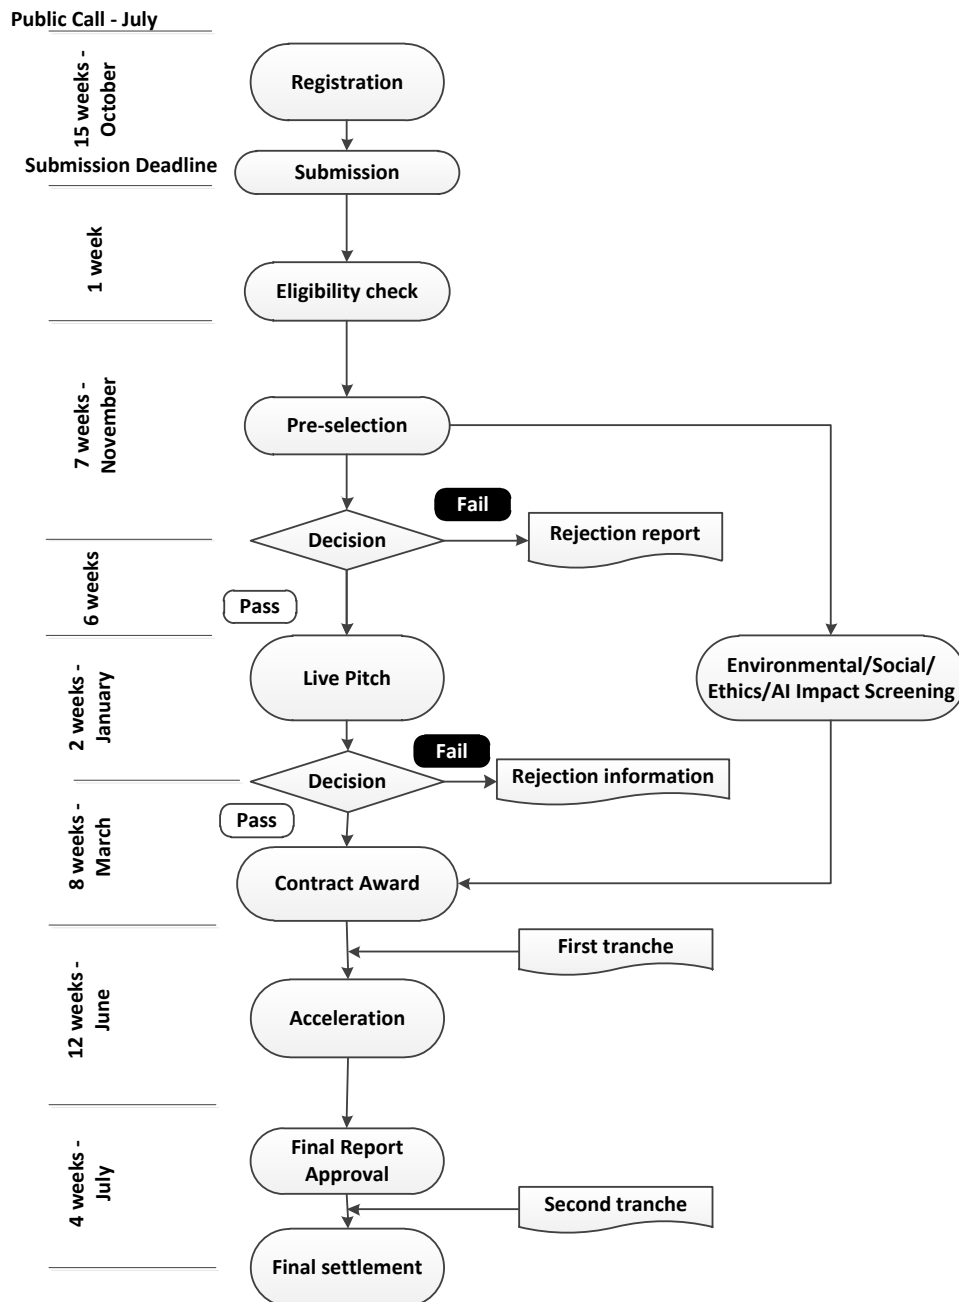 Public Call - July
15 weeks -
October
Registration
Submission Deadline
Submission
1 week
Eligibility check
7 weeks -
November
Pre-selection
Fail
Decision
Rejection report
6 weeks
Pass
2 weeks -
January
Live Pitch
Environmental/Social/
Ethics/AI Impact Screening
Fail
Decision
Rejection information
Pass
8 weeks -
March
Contract Award
First tranche
12 weeks -
June
Acceleration
4 weeks -
July
Final Report
Approval
Second tranche
Final settlement